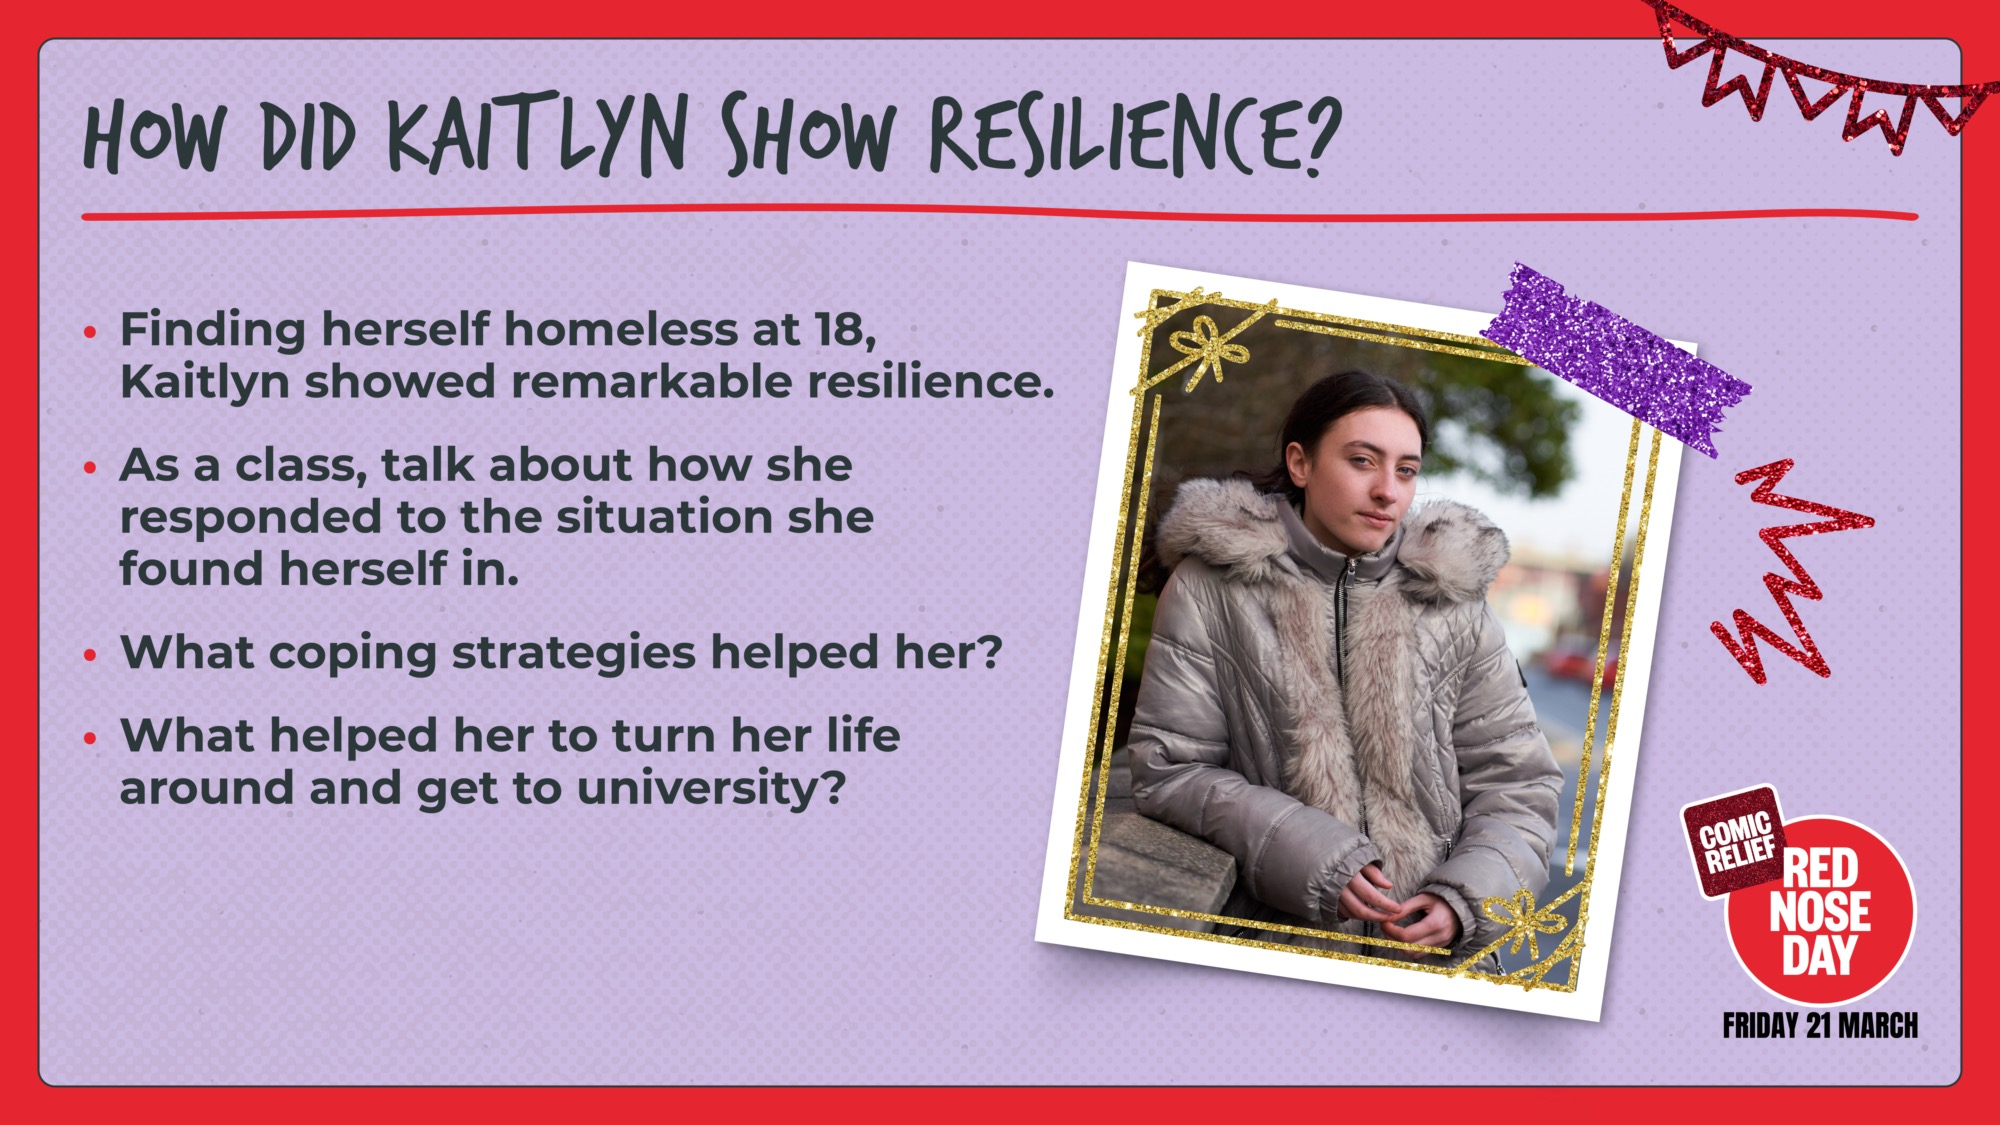 HOW DID KAITLYN SHOW RESILIENCE?
• Finding herself homeless at 18,
Kaitlyn showed remarkable resilience.
• As a class, talk about how she
responded to the situation she
found herself in.
• What coping strategies helped her?
• What helped her to turn her life
around and get to university?
COMIC
RELIEF
RED
NOSE
DAY
FRIDAY 21 MARCH